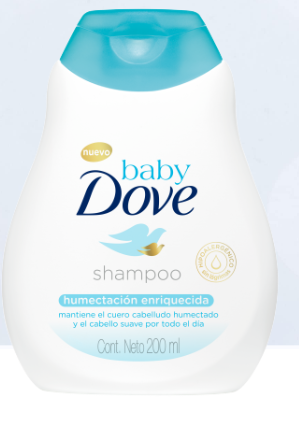 nuevo
baby
Dove
shampoo
HIPOALERGÉNICO
humectación enriquecida
mantiene el cuero cabelludo humectado
y el cabello suave por todo el día
Cont. Neto 200 ml